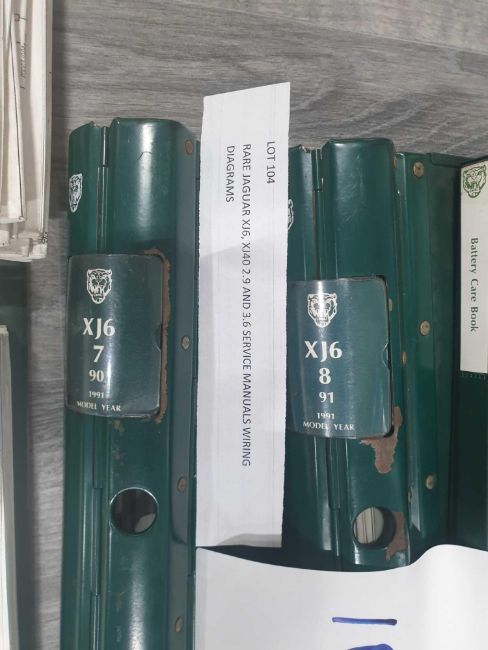 XJ6
7
90
1991
MODEL YEAR
LOT 104
RARE JAGUAR XJ6, XJ40 2.9 AND 3.6 SERVICE MANUALS WIRING
DIAGRAMS
XJ6
8
91
1991
MODEL YEAR
Battery Care Book